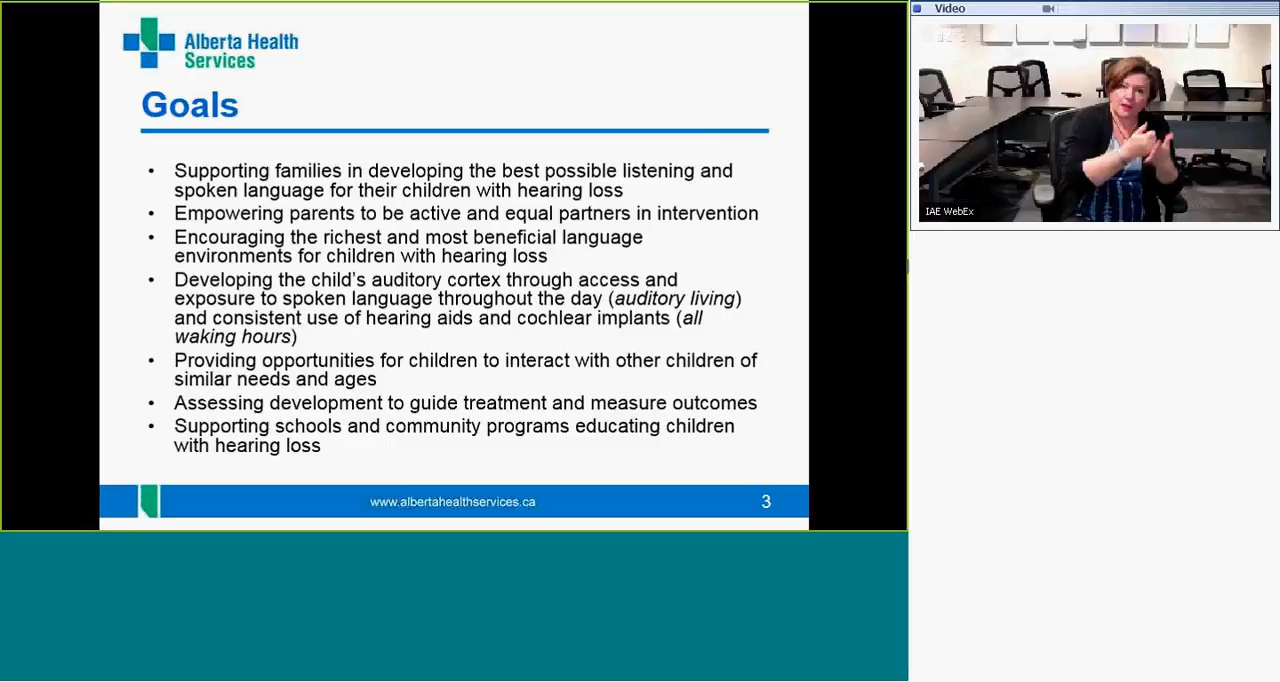 Alberta Health
Services
Goals
• Supporting families in developing the best possible listening and
spoken language for their children with hearing loss
• Empowering parents to be active and equal partners in intervention
• Encouraging the richest and most beneficial language
environments for children with hearing loss
• Developing the child's auditory cortex through access and
exposure to spoken language throughout the day (auditory living)
and consistent use of hearing aids and cochlear implants (all
waking hours)
• Providing opportunities for children to interact with other children of
similar needs and ages
• Assessing development to guide treatment and measure outcomes
• Supporting schools and community programs educating children
with hearing loss
www.albertahealthservices.ca
3
Video
IAE WebEx